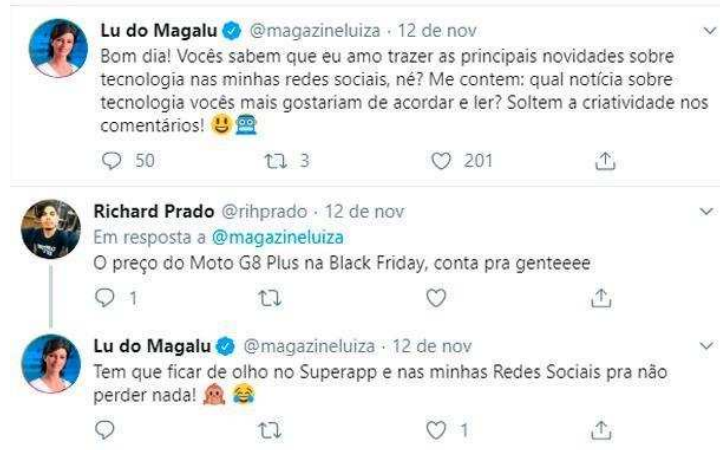 Lu do Magalu @magazineluiza · 12 de nov
Bom dia! Vocês sabem que eu amo trazer as principais novidades sobre
tecnologia nas minhas redes sociais, né? Me contem: qual notícia sobre
tecnologia vocês mais gostariam de acordar e ler? Soltem a criatividade nos
comentários! 😃🤖
50 3 201
Richard Prado @rihprado · 12 de nov
Em resposta a @magazineluiza
O preço do Moto G8 Plus na Black Friday, conta pra genteeee
1
Lu do Magalu @magazineluiza · 12 de nov
Tem que ficar de olho no Superapp e nas minhas Redes Sociais pra não
perder nada! 🙊 😂
1